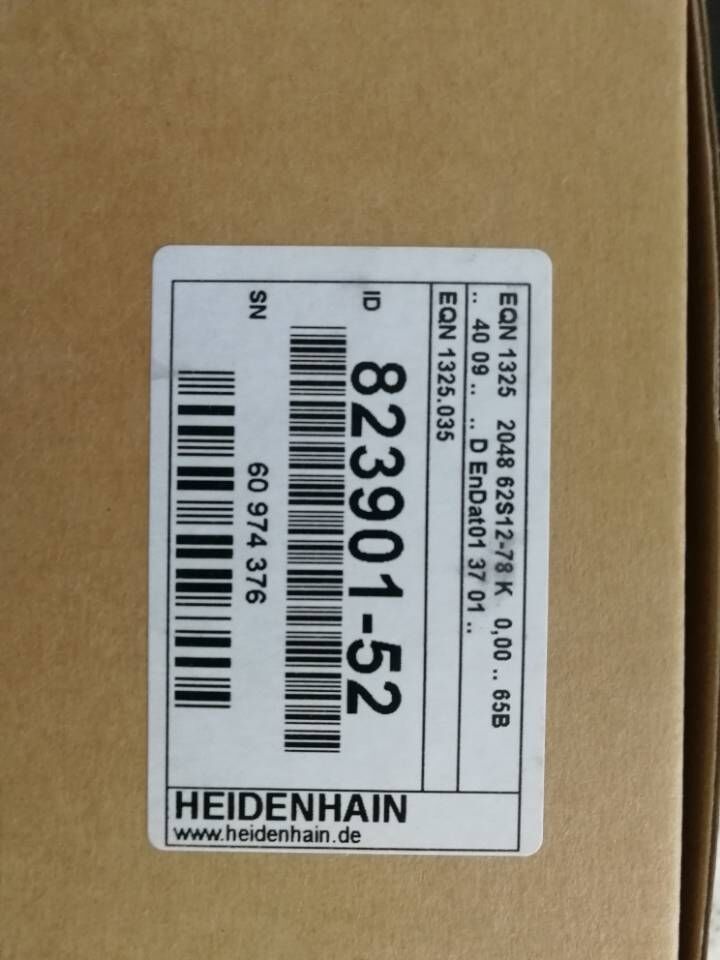 EQN 1325 2048 62S12-78 K 0,00 .. 65B
.. 40 09 .. .. D EnDat01 37 01 ..
EQN 1325.035
ID 823901-52
SN 60 974 376
HEIDENHAIN
www.heidenhain.de